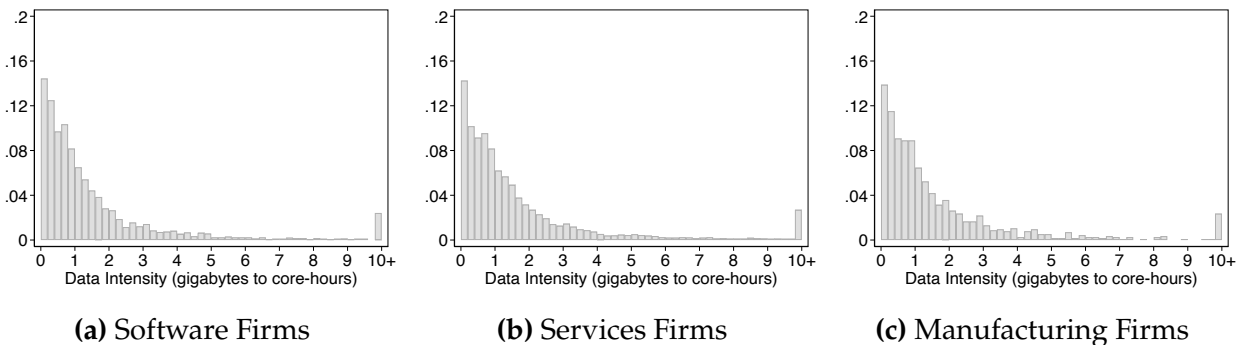 .2
.16
.12
.08
.04
0
0 1 2 3 4 5 6 7 8 9 10+
Data Intensity (gigabytes to core-hours)
(a) Software Firms
.2
.16
.12
.08
.04
0
0 1 2 3 4 5 6 7 8 9 10+
Data Intensity (gigabytes to core-hours)
(b) Services Firms
.2
.16
.12
.08
.04
0
0 1 2 3 4 5 6 7 8 9 10+
Data Intensity (gigabytes to core-hours)
(c) Manufacturing Firms